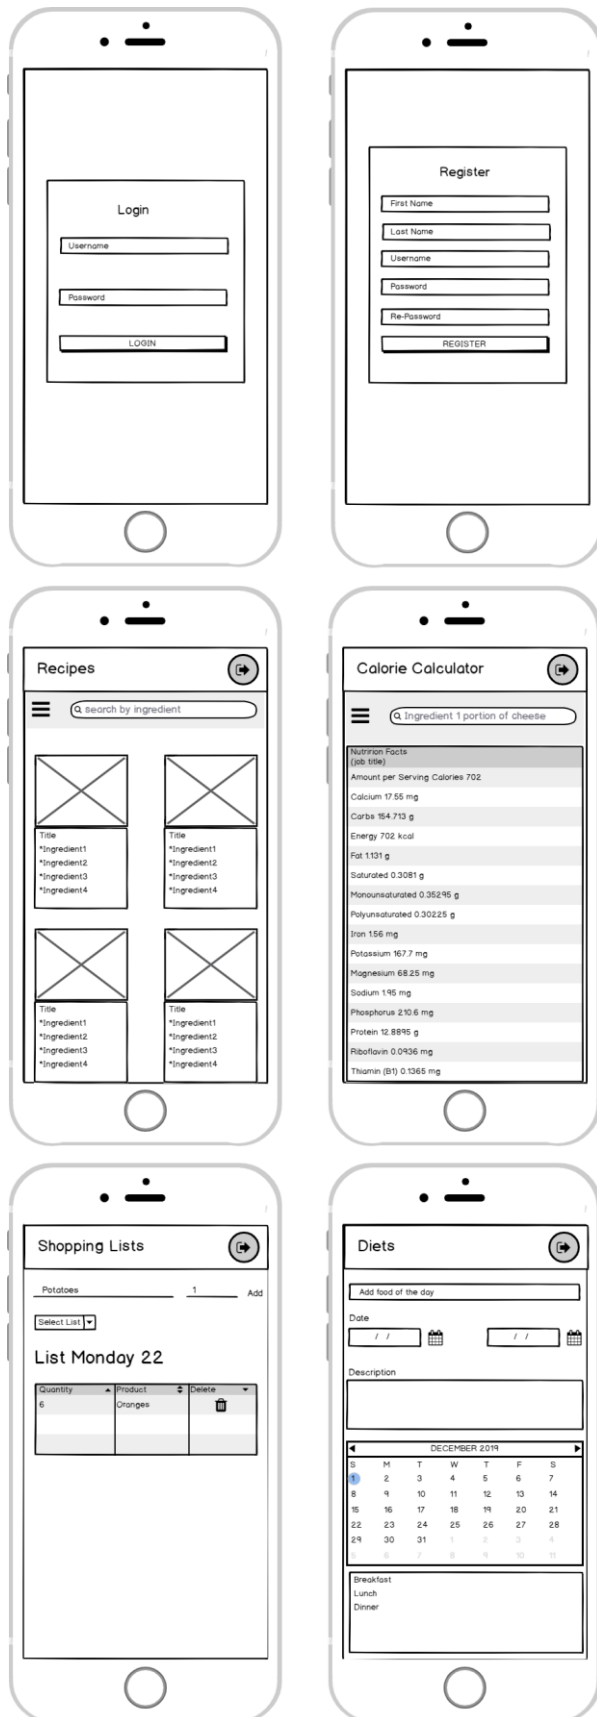 Login
Username
Password
LOGIN
Register
First Name
Last Name
Username
Password
Re-Password
REGISTER
Recipes
search by ingredient
Title
*Ingredient1
*Ingredient2
*Ingredient3
*Ingredient4
Title
*Ingredient1
*Ingredient2
*Ingredient3
*Ingredient4
Title
*Ingredient1
*Ingredient2
*Ingredient3
*Ingredient4
Title
*Ingredient1
*Ingredient2
*Ingredient3
*Ingredient4
Calorie Calculator
Ingredient 1 portion of cheese
Nutririon Facts
(job title)
Amount per Serving Calories 702
Calcium 17.55 mg
Carbs 154.713 g
Energy 702 kcal
Fat 1.131 g
Saturated 0.3081 g
Monounsaturated 0.35295 g
Polyunsaturated 0.30225 g
Iron 1.56 mg
Potassium 167.7 mg
Magnesium 68.25 mg
Sodium 1.95 mg
Phosphorus 210.6 mg
Protein 12.8895 g
Riboflavin 0.0936 mg
Thiamin (B1) 0.1365 mg
Shopping Lists
Potatoes 1 Add
Select List
List Monday 22
Quantity Product Delete
6 Oranges
Diets
Add food of the day
Date
/ / / /
Description
DECEMBER 2019
S M T W T F S
1 2 3 4 5 6 7
8 9 10 11 12 13 14
15 16 17 18 19 20 21
22 23 24 25 26 27 28
29 30 31 1 2 3 4
5 6 7 8 9 10 11
Breakfast
Lunch
Dinner